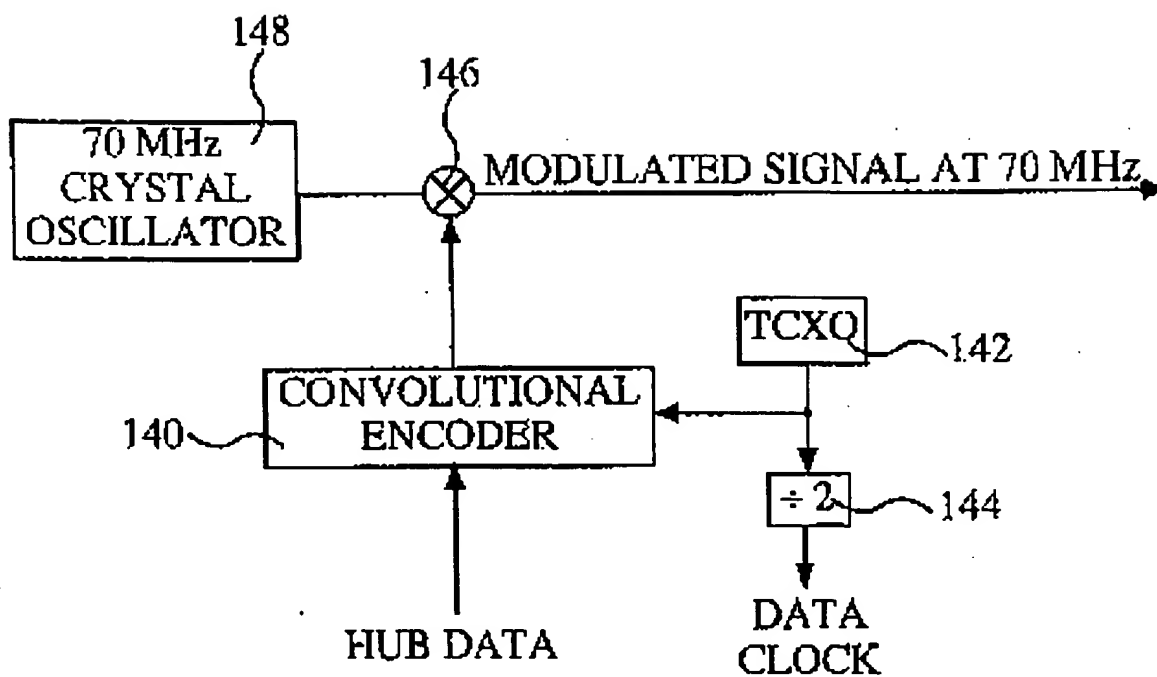 148
70 MHz
CRYSTAL
OSCILLATOR
146
MODULATED SIGNAL AT 70 MHz
TCXO
142
CONVOLUTIONAL
ENCODER
140
÷ 2
144
HUB DATA
DATA
CLOCK